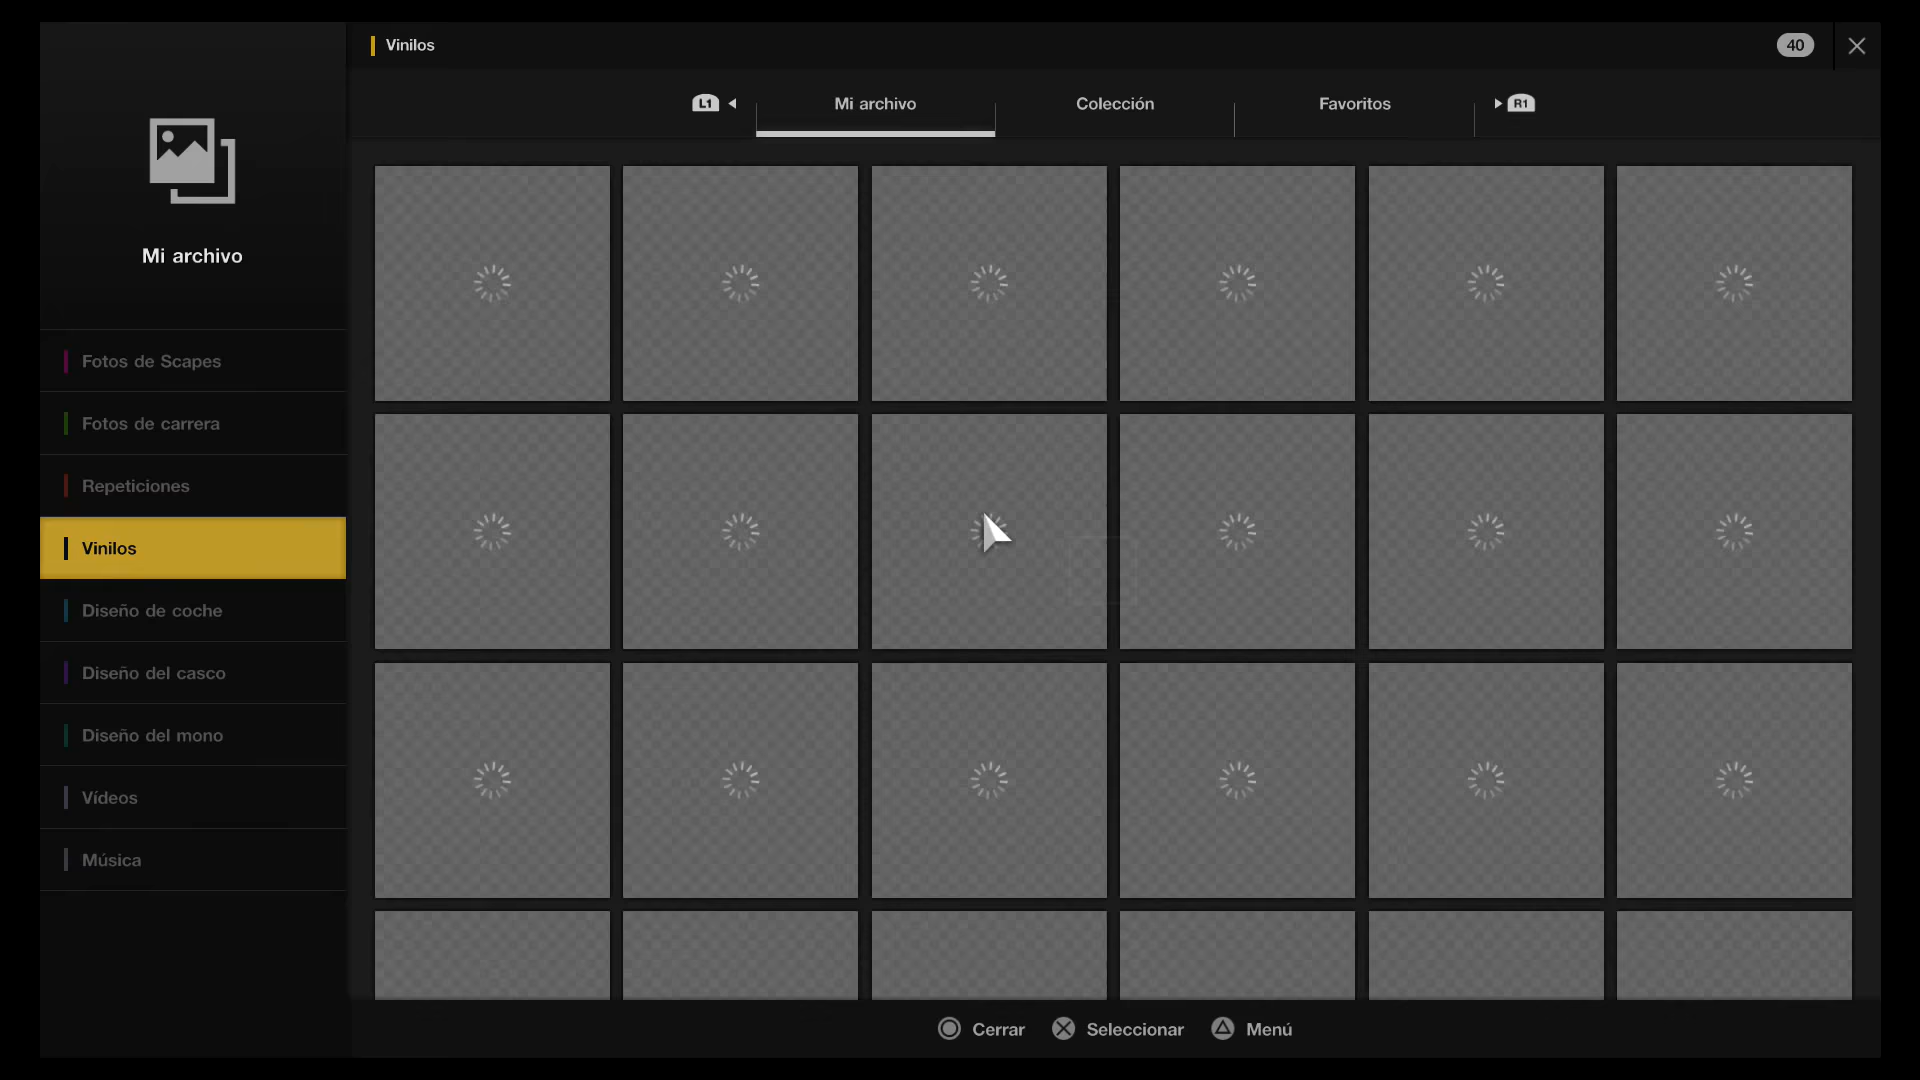 Vinilos
40
L1
Mi archivo
Colección
Favoritos
R1
Mi archivo
Fotos de Scapes
Fotos de carrera
Repeticiones
Vinilos
Diseño de coche
Diseño del casco
Diseño del mono
Vídeos
Música
Cerrar
Seleccionar
Menú